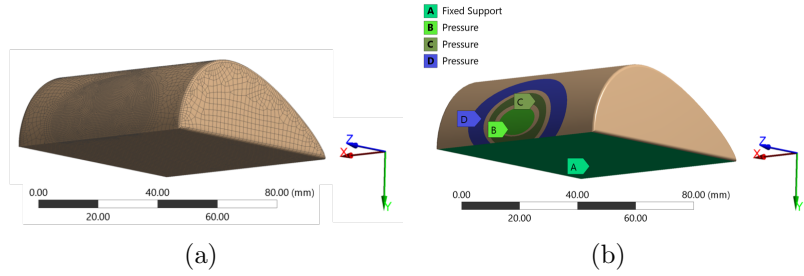 A Fixed Support
B Pressure
C Pressure
D Pressure
Z
X
Y
0.00 40.00 80.00 (mm)
20.00 60.00
(a)
D
B
C
A
Z
X
Y
0.00 40.00 80.00 (mm)
20.00 60.00
(b)